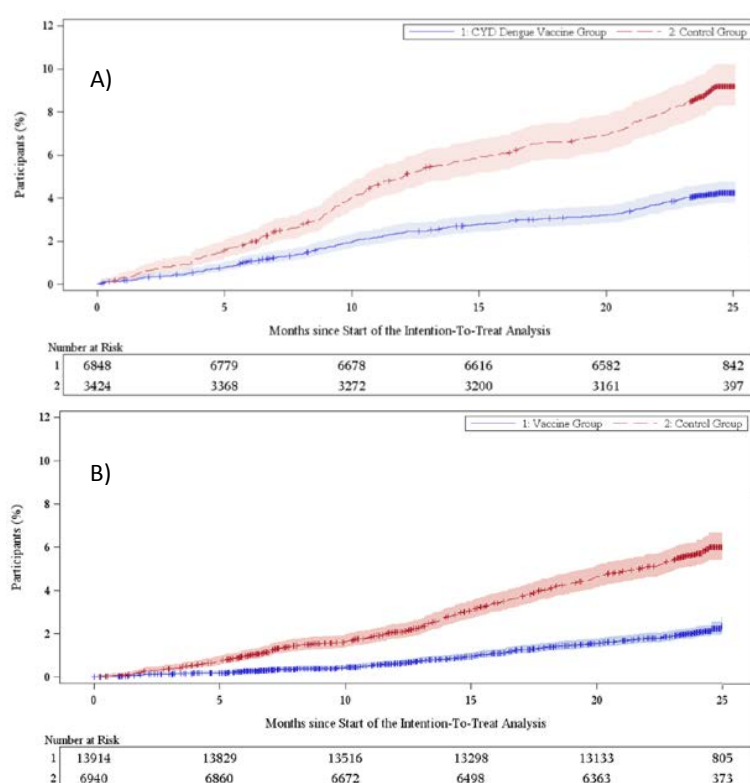 12
1: CYD Dengue Vaccine Group 2: Control Group
A)
10
8
6
4
2
0
Participants (%)
0 5 10 15 20 25
Months since Start of the Intention-To-Treat Analysis
Number at Risk
1 6848 6779 6678 6616 6582 842
2 3424 3368 3272 3200 3161 397
12
1: Vaccine Group 2: Control Group
B)
10
8
6
4
2
0
Participants (%)
0 5 10 15 20 25
Months since Start of the Intention-To-Treat Analysis
Number at Risk
1 13914 13829 13516 13298 13133 805
2 6940 6860 6672 6498 6363 373